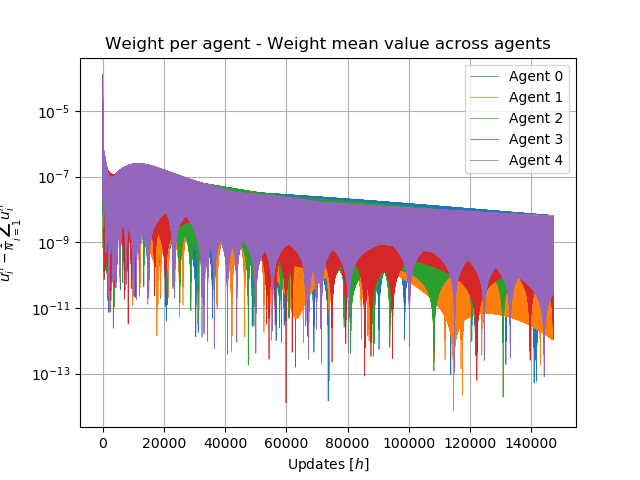 Weight per agent - Weight mean value across agents
Agent 0
Agent 1
Agent 2
Agent 3
Agent 4
10⁻⁵
10⁻⁷
10⁻⁹
10⁻¹¹
10⁻¹³
0 20000 40000 60000 80000 100000 120000 140000
Updates [h]